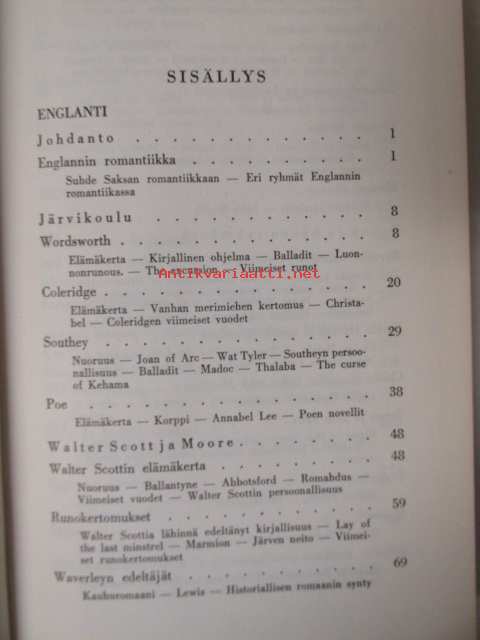 SISÄLLYS
ENGLANTI
Johdanto . . . . . . . . . . . . . 1
Englannin romantiikka . . . . . . . . . . 1
Suhde Saksan romantiikkaan — Eri ryhmät Englannin
romantiikassa
Järvikoulu . . . . . . . . . . . . 8
Wordsworth . . . . . . . . . . . . . 8
Elämäkerta — Kirjallinen ohjelma — Balladit — Luon-
nonrunous. — The excursion — Viimeiset runot
Antikvariaatti.net
Coleridge . . . . . . . . . . . . . . 20
Elämäkerta — Vanhan merimiehen kertomus — Christa-
bel — Coleridgen viimeiset vuodet
Southey . . . . . . . . . . . . . . 29
Nuoruus — Joan of Arc — Wat Tyler — Southeyn persoo-
nallisuus — Balladit — Madoc — Thalaba — The curse
of Kehama
Poe . . . . . . . . . . . . . . . 38
Elämäkerta — Korppi — Annabel Lee — Poen novellit
Walter Scott ja Moore . . . . . . . . 48
Walter Scottin elämäkerta . . . . . . . . . 48
Nuoruus — Ballantyne — Abbotsford — Romahdus —
Viimeiset vuodet — Walter Scottin persoonallisuus
Runokertomukset . . . . . . . . . . . 59
Walter Scottia lähinnä edeltänyt kirjallisuus — Lay of
the last minstrel — Marmion — Järven neito — Viimei-
set runokertomukset
Waverleyn edeltäjät . . . . . . . . . . 69
Kauhuromaani — Lewis — Historiallisen romaanin synty